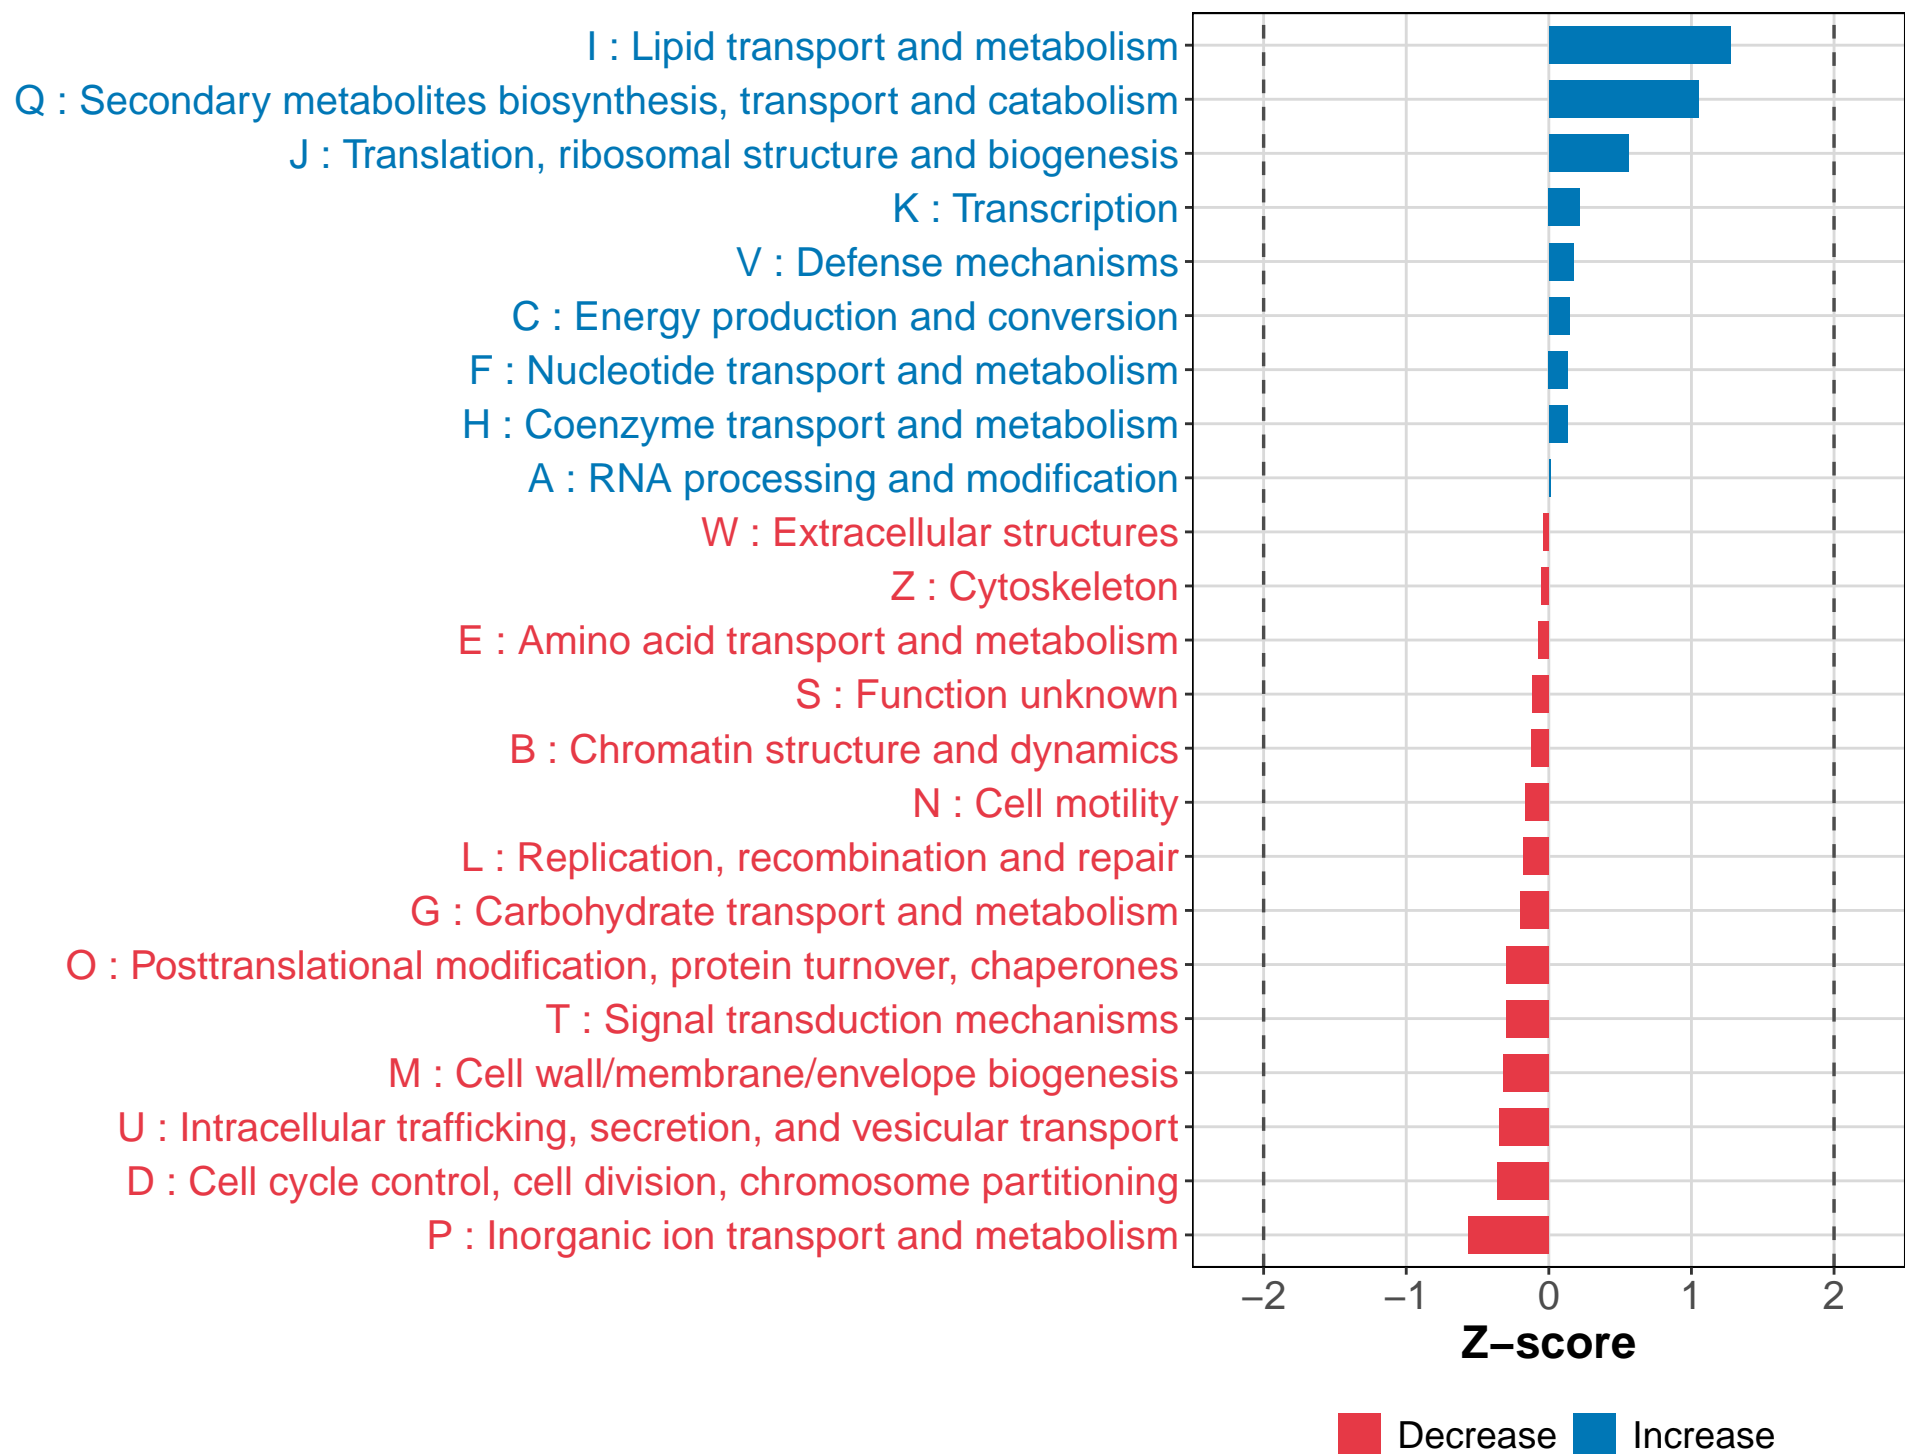 I : Lipid transport and metabolism
Q : Secondary metabolites biosynthesis, transport and catabolism
J : Translation, ribosomal structure and biogenesis
K : Transcription
V : Defense mechanisms
C : Energy production and conversion
F : Nucleotide transport and metabolism
H : Coenzyme transport and metabolism
A : RNA processing and modification
W : Extracellular structures
Z : Cytoskeleton
E : Amino acid transport and metabolism
S : Function unknown
B : Chromatin structure and dynamics
N : Cell motility
L : Replication, recombination and repair
G : Carbohydrate transport and metabolism
O : Posttranslational modification, protein turnover, chaperones
T : Signal transduction mechanisms
M : Cell wall/membrane/envelope biogenesis
U : Intracellular trafficking, secretion, and vesicular transport
D : Cell cycle control, cell division, chromosome partitioning
P : Inorganic ion transport and metabolism
−2 −1 0 1 2
Z−score
Decrease Increase